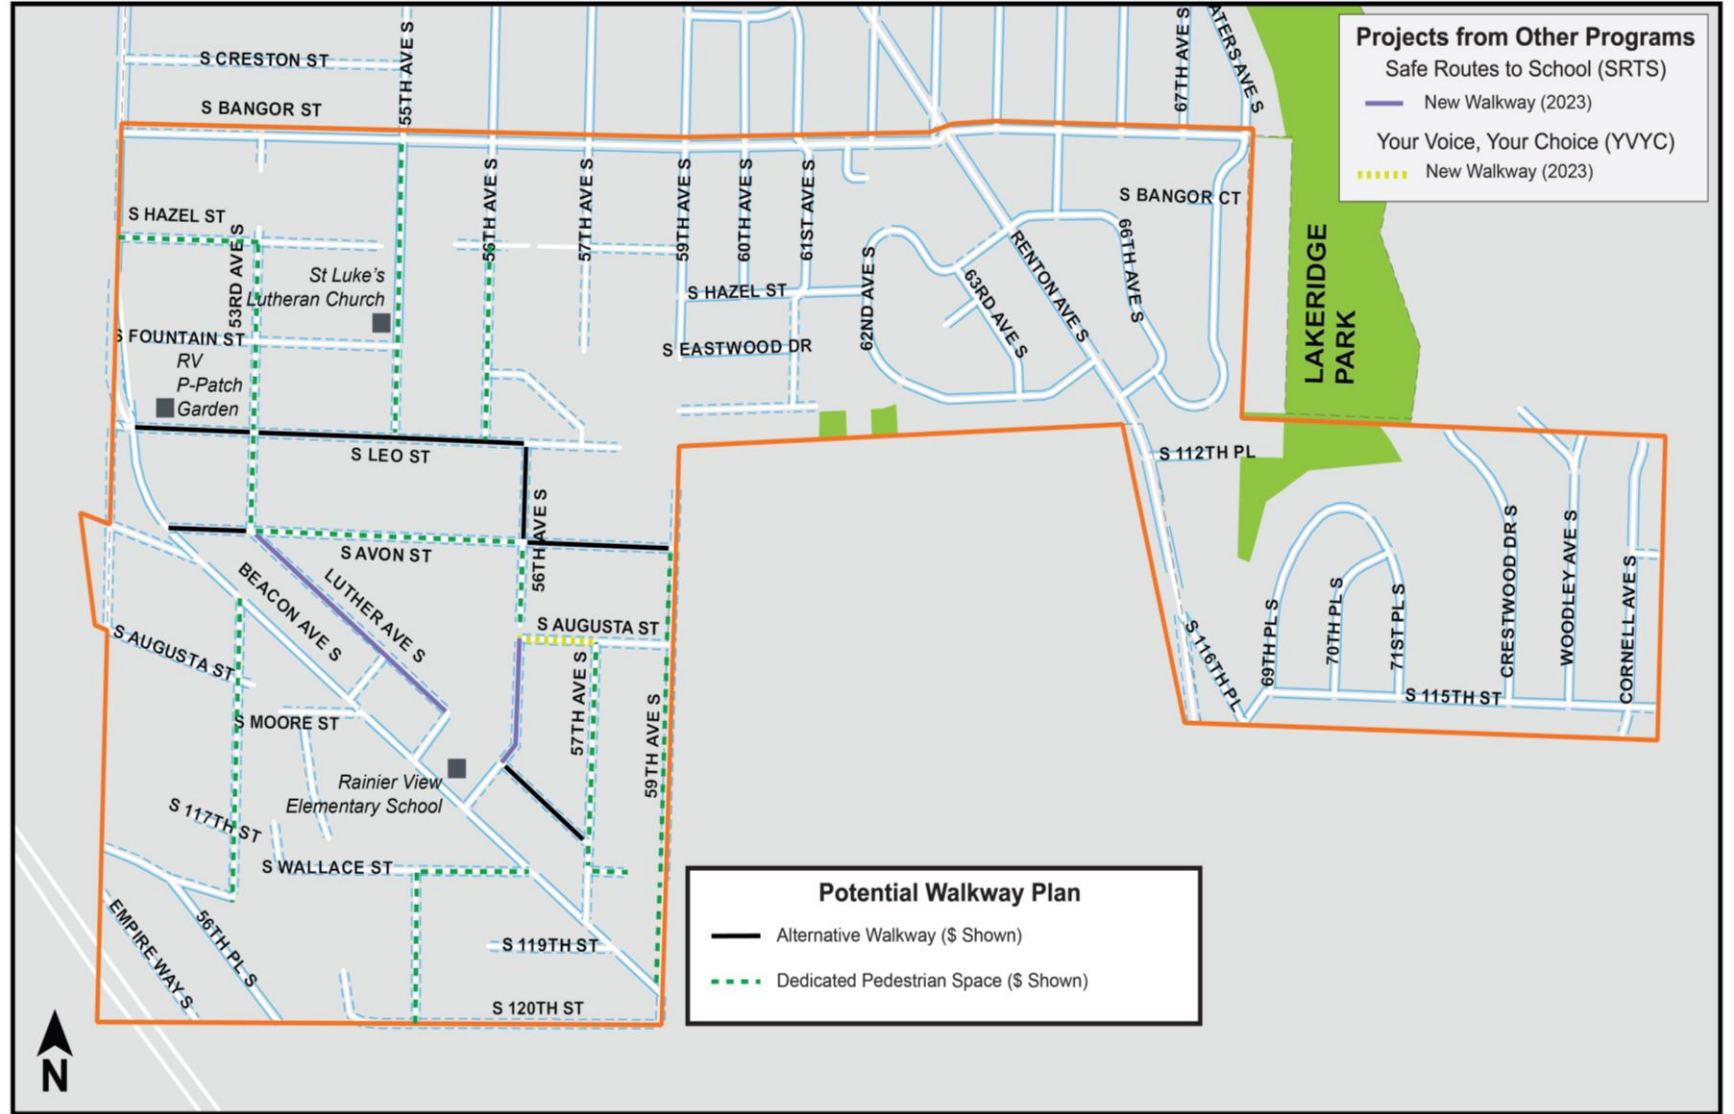 S CRESTON ST
S BANGOR ST
55TH AVE S
67TH AVE S
ATERS AVE S
Projects from Other Programs
Safe Routes to School (SRTS)
New Walkway (2023)
Your Voice, Your Choice (YVYC)
New Walkway (2023)
S HAZEL ST
53RD AVE S
56TH AVE S
57TH AVE S
59TH AVE S
60TH AVE S
61ST AVE S
S BANGOR CT
St Luke's
Lutheran Church
S HAZEL ST
62ND AVE S
63RD AVE S
RENTON AVE S
66TH AVE S
LAKERIDGE
PARK
S FOUNTAIN ST
RV
P-Patch
Garden
S EASTWOOD DR
S LEO ST
S 112TH PL
56TH AVE S
S AVON ST
BEACON AVE S
LUTHER AVE S
S AUGUSTA ST
S AUGUSTA ST
57TH AVE S
59TH AVE S
S MOORE ST
Rainier View
Elementary School
S 117TH ST
S WALLACE ST
EMPIRE WAY S
56TH PL S
S 119TH ST
S 120TH ST
S 116TH PL
69TH PL S
70TH PL S
71ST PL S
CRESTWOOD DR S
WOODLEY AVE S
CORNELL AVE S
S 115TH ST
Potential Walkway Plan
Alternative Walkway ($ Shown)
Dedicated Pedestrian Space ($ Shown)
N